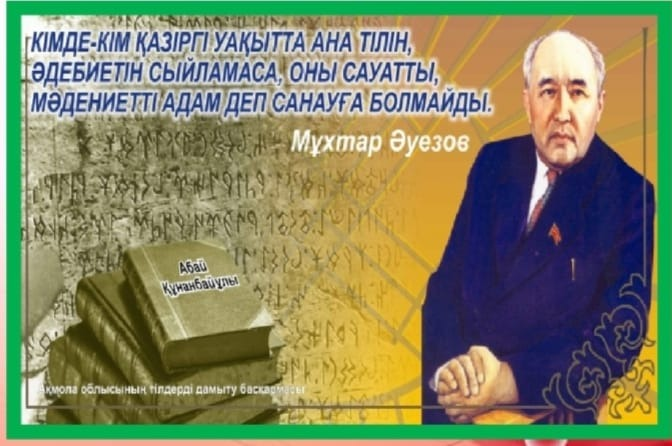 КІМДЕ-КІМ ҚАЗІРГІ УАҚЫТТА АНА ТІЛІН,
ӘДЕБИЕТІН СЫЙЛАМАСА, ОНЫ САУАТТЫ,
МӘДЕНИЕТТІ АДАМ ДЕП САНАУҒА БОЛМАЙДЫ.
Мұхтар Әуезов
Абай
Құнанбайұлы
Ақмола облысының тілдерді дамыту басқармасы